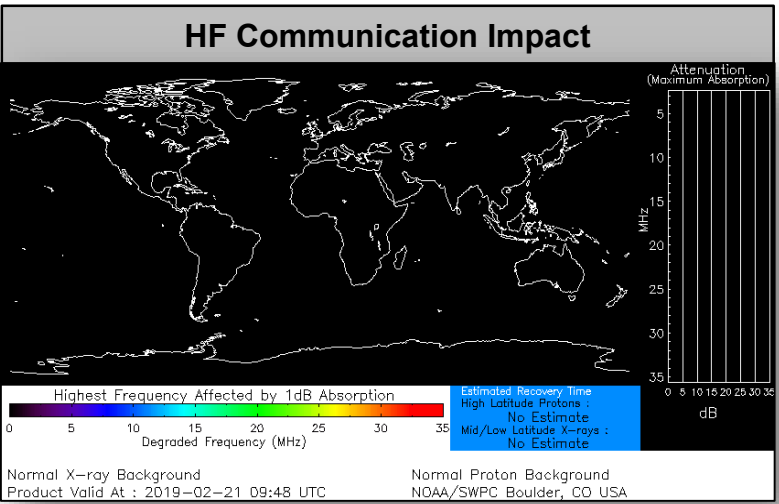 HF Communication Impact
Attenuation
(Maximum Absorption)
5
10
15
20
25
30
35
MHz
0 5 10 15 20 25 30 35
dB
Highest Frequency Affected by 1dB Absorption
0 5 10 15 20 25 30 35
Degraded Frequency (MHz)
Estimated Recovery Time
High Latitude Protons :
No Estimate
Mid/Low Latitude X-rays :
No Estimate
Normal X-ray Background
Product Valid At : 2019-02-21 09:48 UTC
Normal Proton Background
NOAA/SWPC Boulder, CO USA